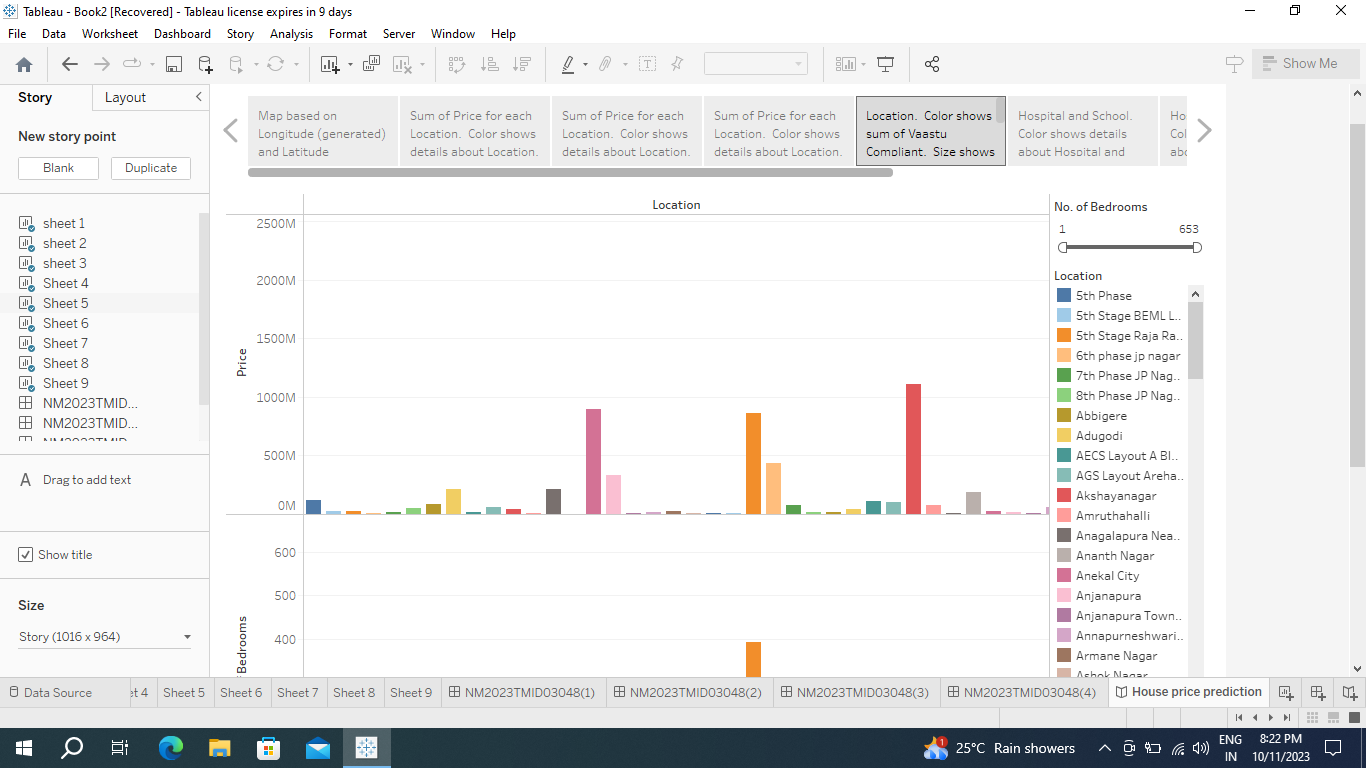 Tableau - Book2 [Recovered] - Tableau license expires in 9 days
File Data Worksheet Dashboard Story Analysis Format Server Window Help
Show Me
Story Layout
New story point
Blank Duplicate
sheet 1
sheet 2
sheet 3
Sheet 4
Sheet 5
Sheet 6
Sheet 7
Sheet 8
Sheet 9
NM2023TMID...
NM2023TMID...
NM2023TMID...
A Drag to add text
Show title
Size
Story (1016 x 964)
Map based on
Longitude (generated)
and Latitude
Sum of Price for each
Location. Color shows
details about Location.
Sum of Price for each
Location. Color shows
details about Location.
Sum of Price for each
Location. Color shows
details about Location.
Location. Color shows
sum of Vaastu
Compliant. Size shows
Hospital and School.
Color shows details
about Hospital and
Ho
Col
abo
Location
2500M
2000M
1500M
1000M
500M
0M
Price
600
500
400
Bedrooms
No. of Bedrooms
1 653
Location
5th Phase
5th Stage BEML L..
5th Stage Raja Ra..
6th phase jp nagar
7th Phase JP Nag..
8th Phase JP Nag..
Abbigere
Adugodi
AECS Layout A Bl..
AGS Layout Areha..
Akshayanagar
Amruthahalli
Anagalapura Nea..
Ananth Nagar
Anekal City
Anjanapura
Anjanapura Town..
Annapurneshwari..
Armane Nagar
Ashok Nagar
Data Source et 4 Sheet 5 Sheet 6 Sheet 7 Sheet 8 Sheet 9 NM2023TMID03048(1) NM2023TMID03048(2) NM2023TMID03048(3) NM2023TMID03048(4) House price prediction
1 25°C Rain showers
ENG
IN
8:22 PM
10/11/2023